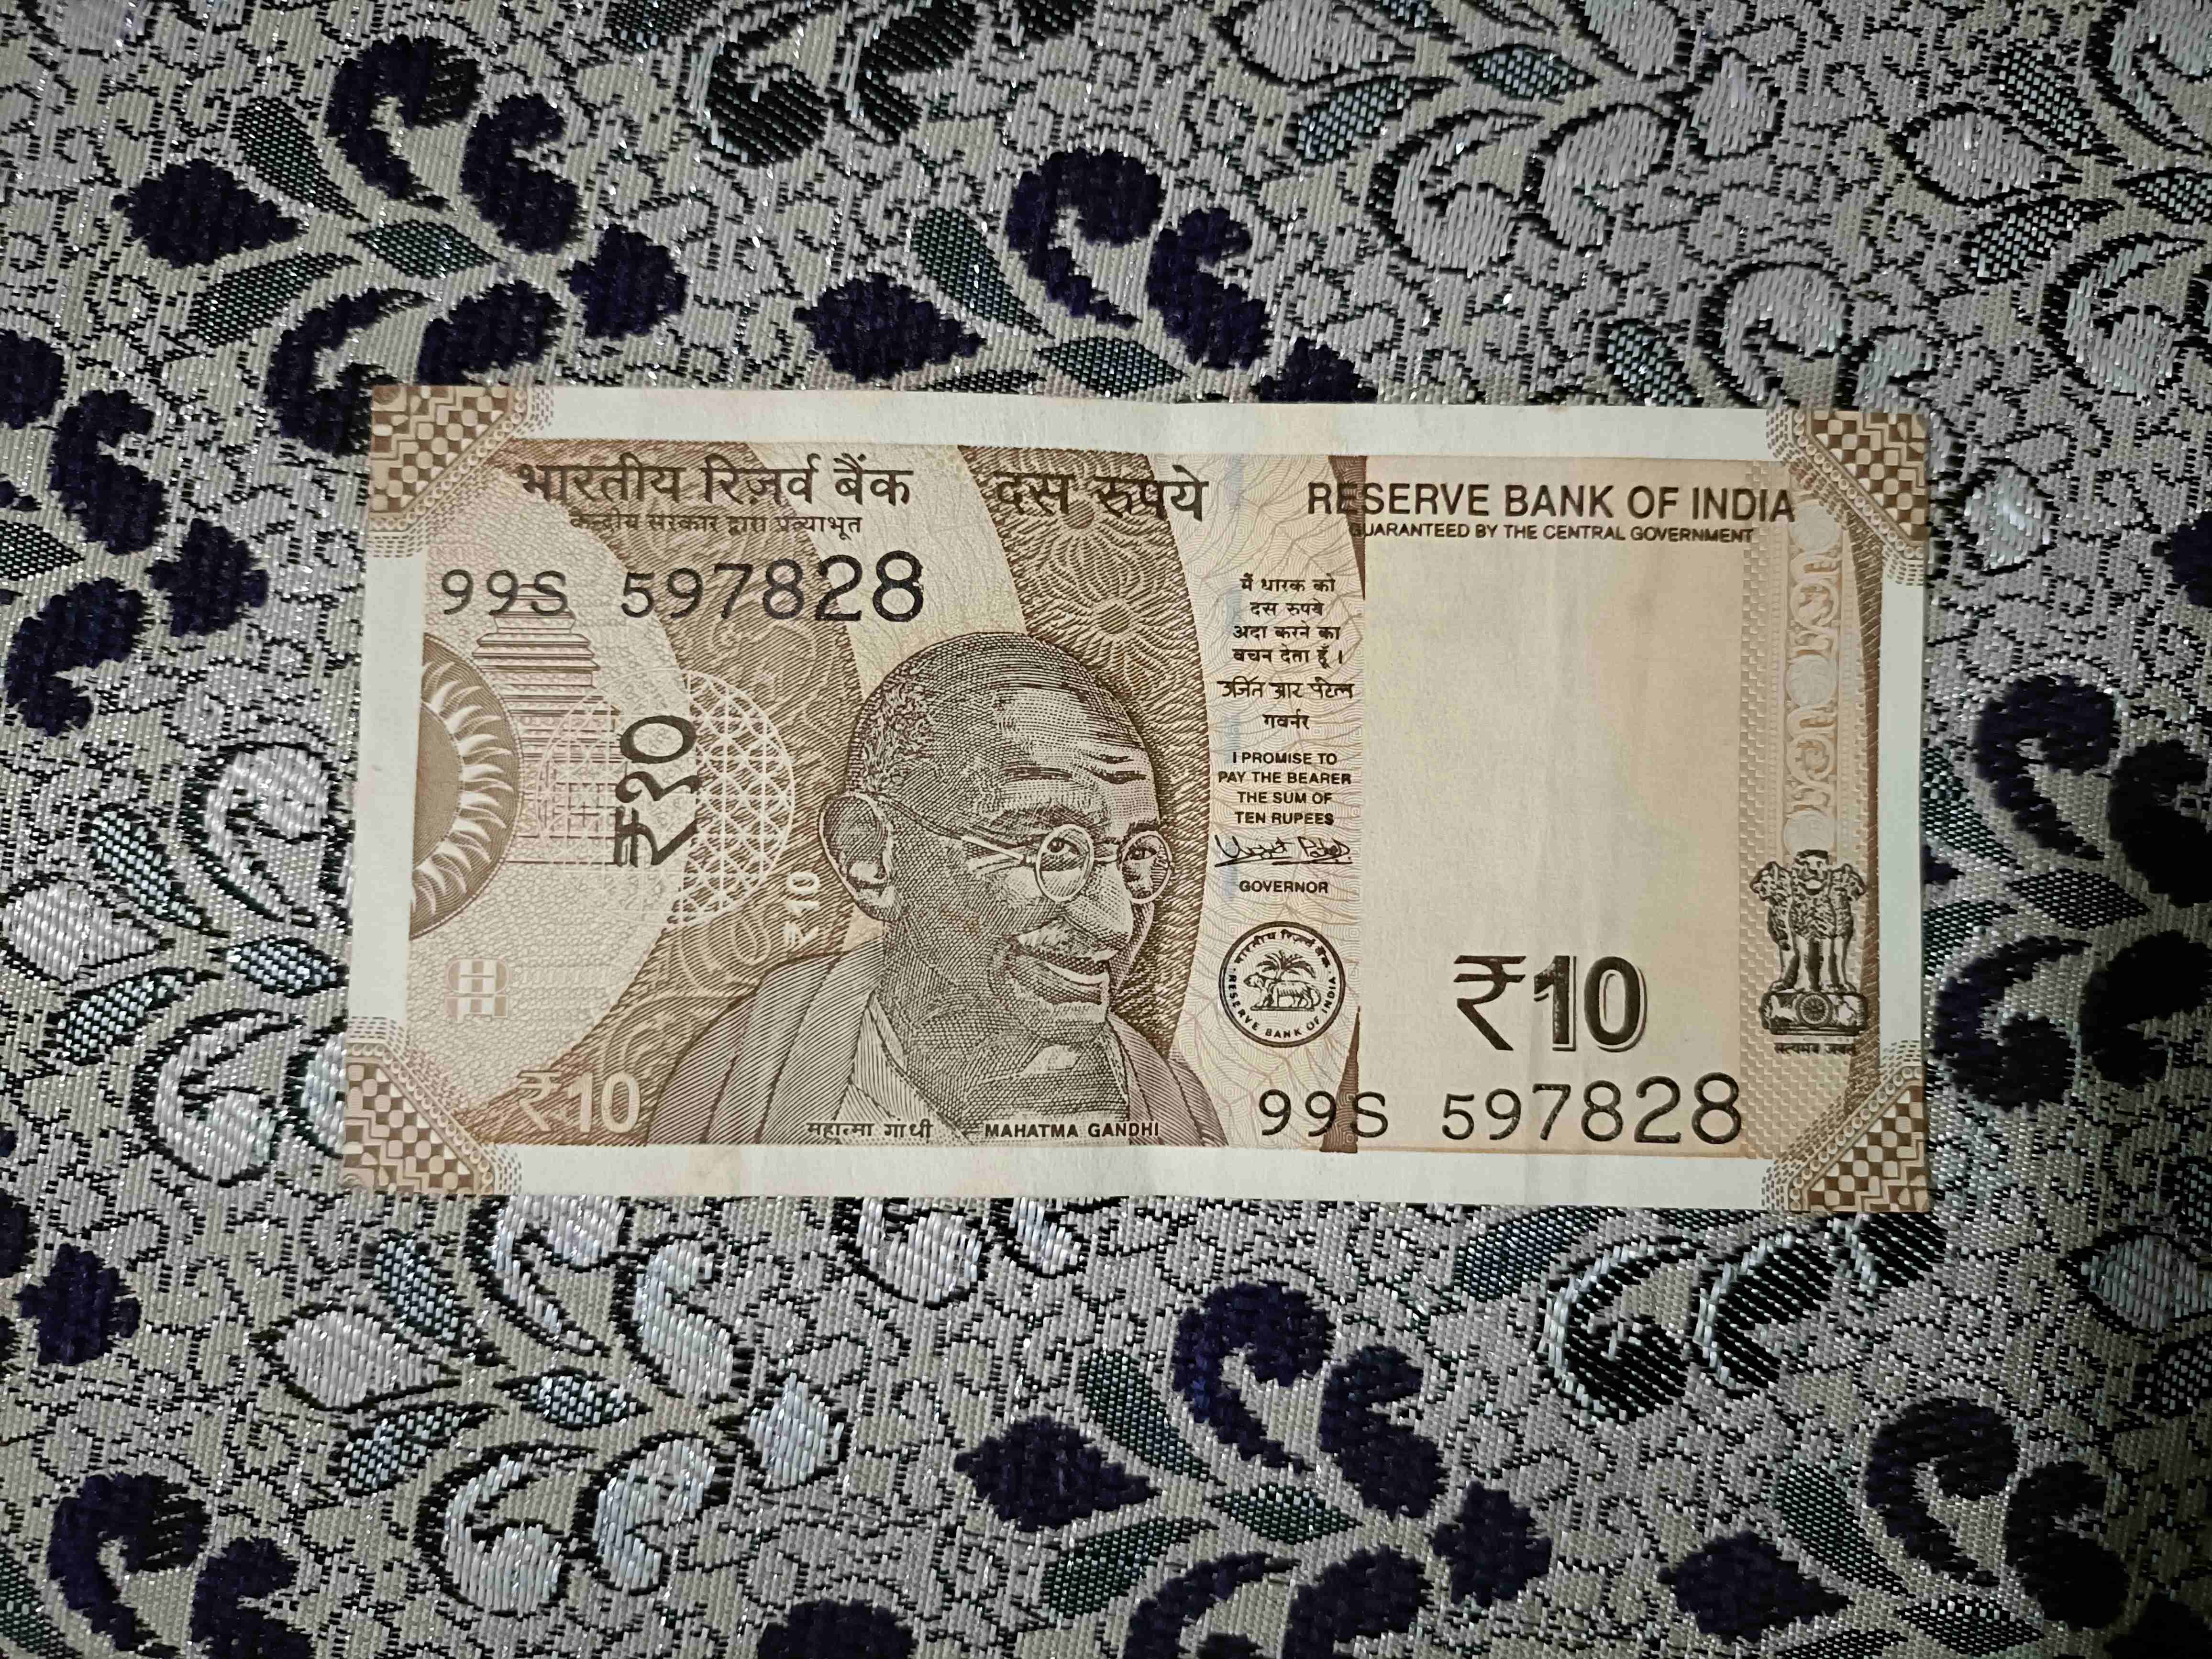 भारतीय रिज़र्व बैंक
केन्द्रीय सरकार द्वारा प्रत्याभूत
दस रुपये
RESERVE BANK OF INDIA
GUARANTEED BY THE CENTRAL GOVERNMENT
99S 597828
₹१०
₹10
₹10
मैं धारक को
दस रुपये
अदा करने का
वचन देता हूँ ।
उर्जित आर पटेल
गवर्नर
I PROMISE TO
PAY THE BEARER
THE SUM OF
TEN RUPEES
GOVERNOR
भारतीय रिज़र्व बैंक
RESERVE BANK OF INDIA
₹10
सत्यमेव जयते
99S 597828
महात्मा गांधी
MAHATMA GANDHI